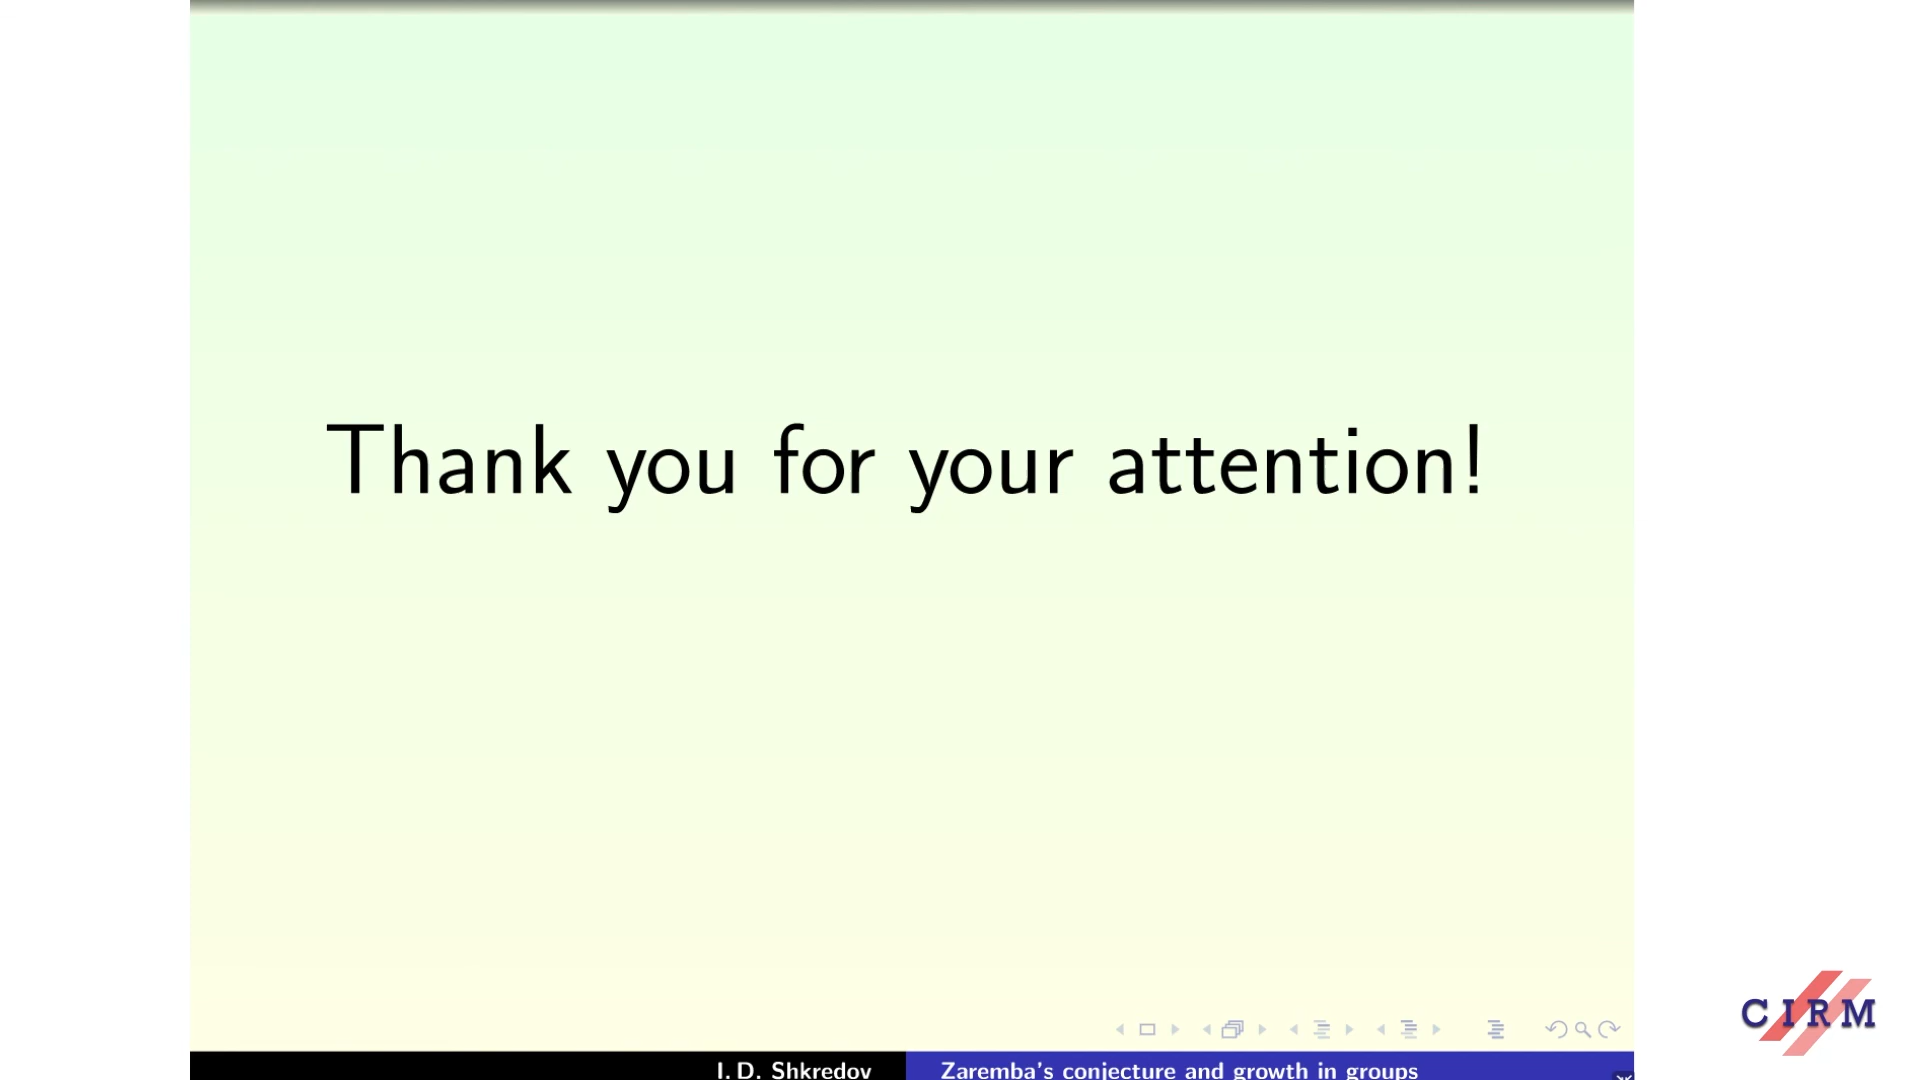 Thank you for your attention!
I. D. Shkredov
Zaremba's conjecture and growth in groups
CIRM